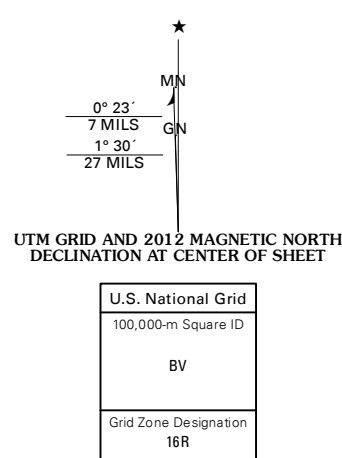 ★
MN
0° 23´
7 MILS
GN
1° 30´
27 MILS
UTM GRID AND 2012 MAGNETIC NORTH
DECLINATION AT CENTER OF SHEET
U.S. National Grid
100,000-m Square ID
BV
Grid Zone Designation
16R